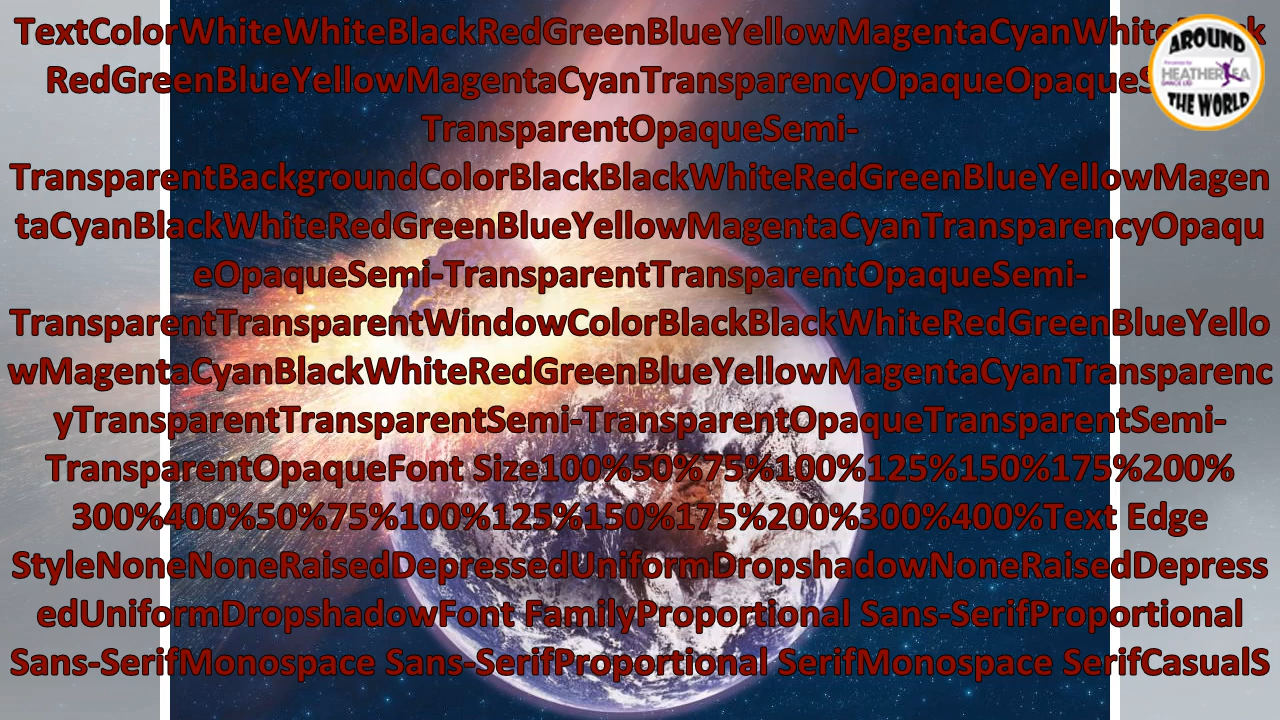 TextColorWhiteWhiteBlackRedGreenBlueYellowMagentaCyanWhite
RedGreenBlueYellowMagentaCyanTransparencyOpaqueOpaque
TransparentOpaqueSemi-
TransparentBackgroundColorBlackBlackWhiteRedGreenBlueYellowMagen
taCyanBlackWhiteRedGreenBlueYellowMagentaCyanTransparencyOpaqu
eOpaqueSemi-TransparentTransparentOpaqueSemi-
TransparentTransparentWindowColorBlackBlackWhiteRedGreenBlueYello
wMagentaCyanBlackWhiteRedGreenBlueYellowMagentaCyanTransparenc
yTransparentTransparentSemi-TransparentOpaqueTransparentSemi-
TransparentOpaqueFont Size100%50%75%100%125%150%175%200%
300%400%50%75%100%125%150%175%200%300%400%Text Edge
StyleNoneNoneRaisedDepressedUniformDropshadowNoneRaisedDepress
edUniformDropshadowFont FamilyProportional Sans-SerifProportional
Sans-SerifMonospace Sans-SerifProportional SerifMonospace SerifCasualS
AROUND
THE WORLD